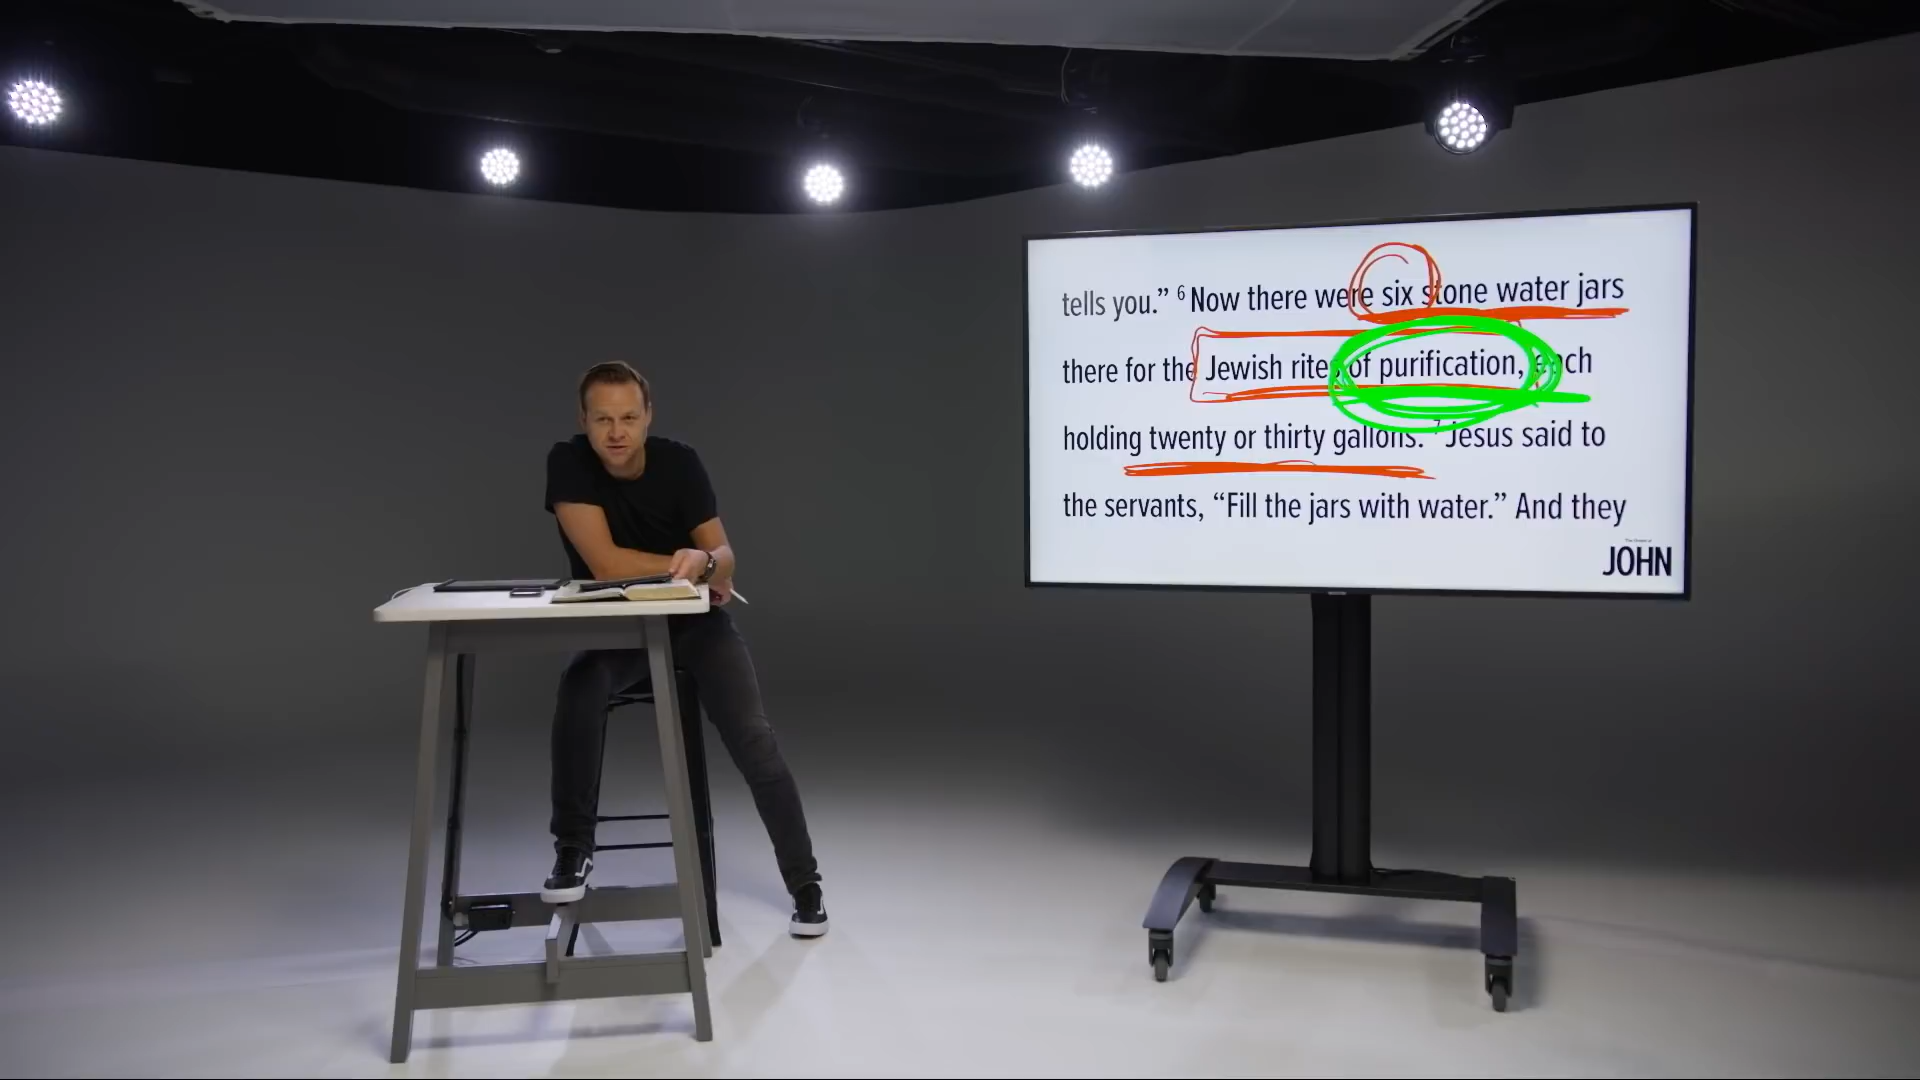 tells you.” ⁶ Now there were six stone water jars
there for the Jewish rites of purification, each
holding twenty or thirty gallons. ⁷ Jesus said to
the servants, “Fill the jars with water.” And they
JOHN